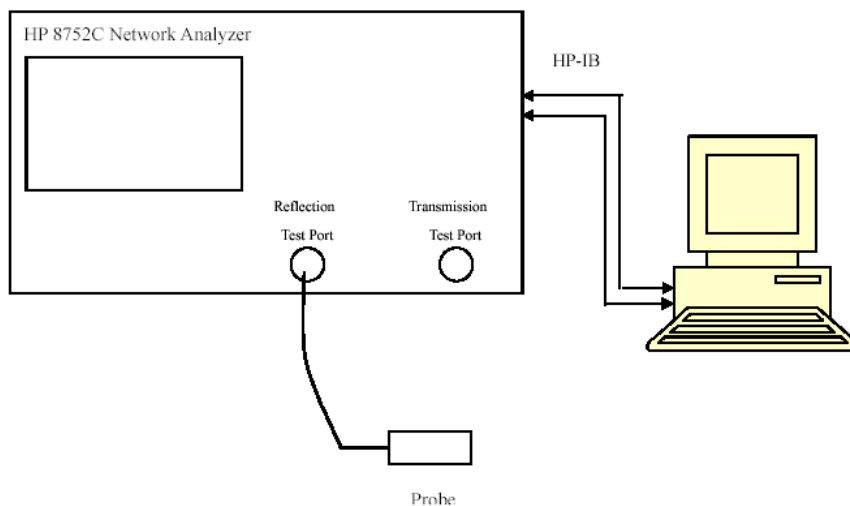 HP 8752C Network Analyzer
HP-IB
Reflection
Test Port
Transmission
Test Port
Probe